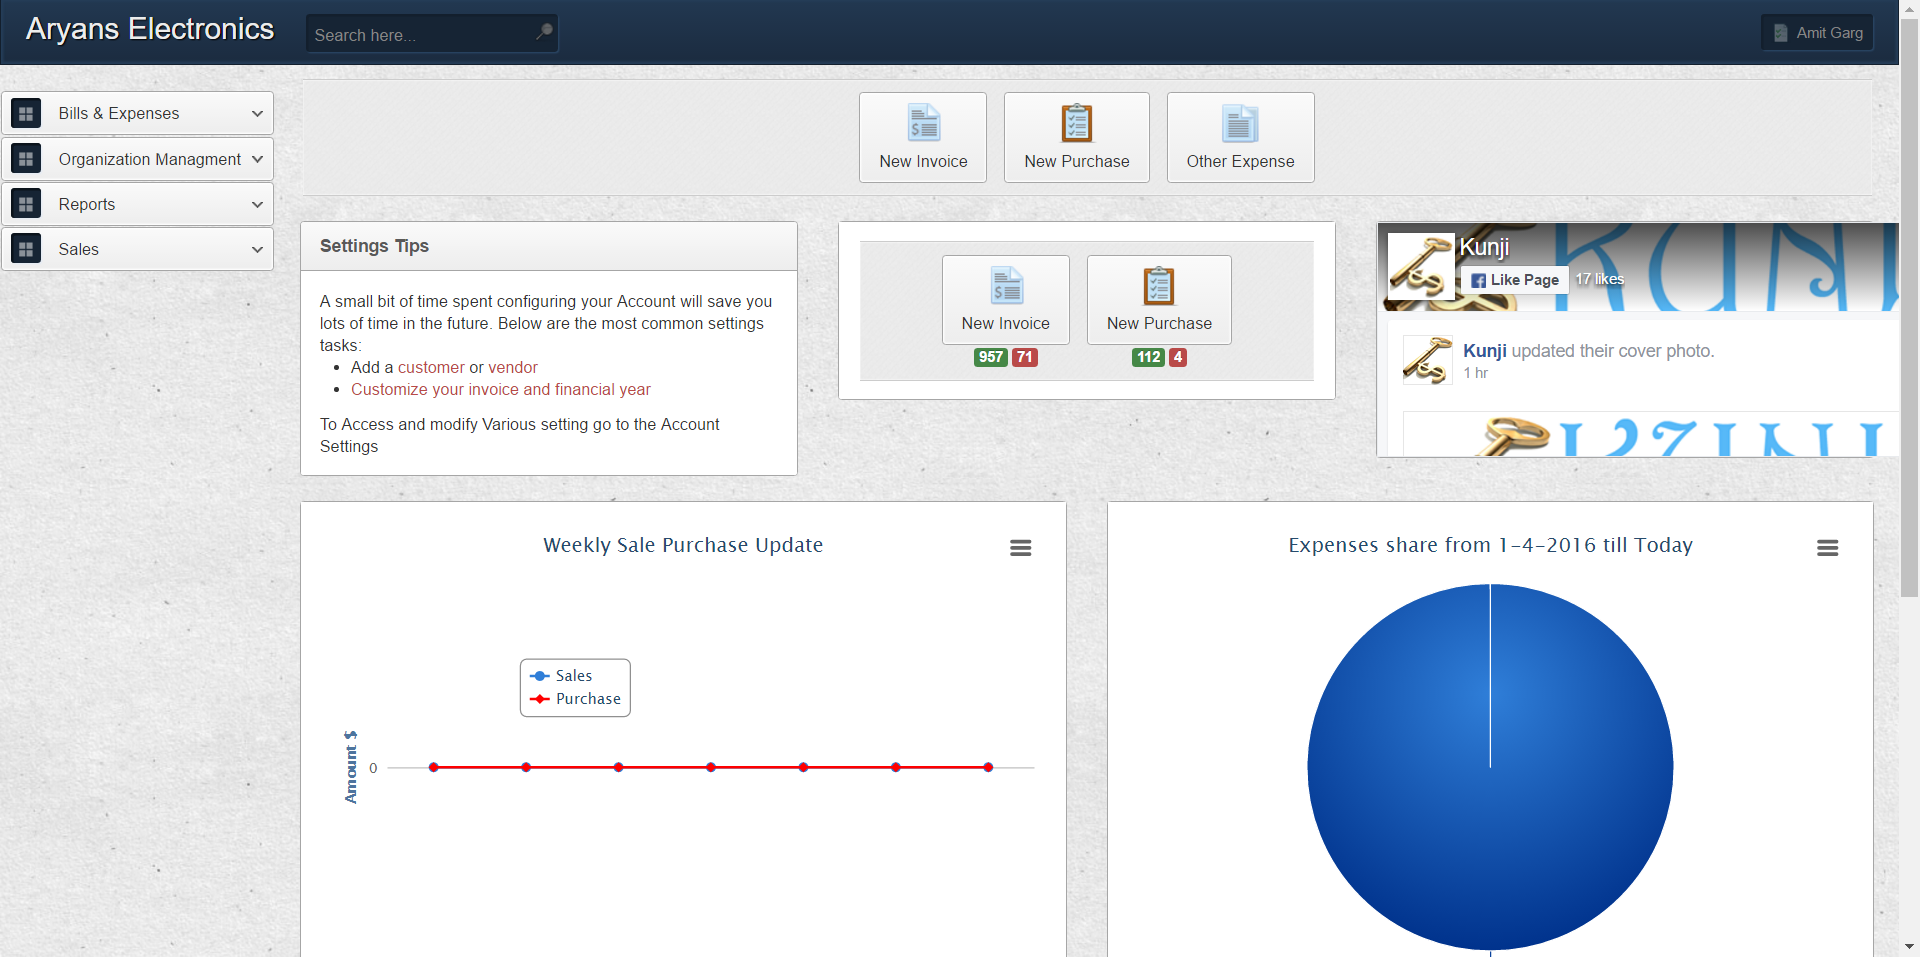 Aryans Electronics
Search here...
Amit Garg
Bills & Expenses
Organization Managment
Reports
Sales
New Invoice
New Purchase
Other Expense
Settings Tips
A small bit of time spent configuring your Account will save you
lots of time in the future. Below are the most common settings
tasks:
Add a customer or vendor
Customize your invoice and financial year
To Access and modify Various setting go to the Account
Settings
New Invoice
957 71
New Purchase
112 4
KUNJ
Kunji
Like Page
17 likes
Kunji updated their cover photo.
1 hr
Weekly Sale Purchase Update
Sales
Purchase
Amount $
0
Expenses share from 1-4-2016 till Today